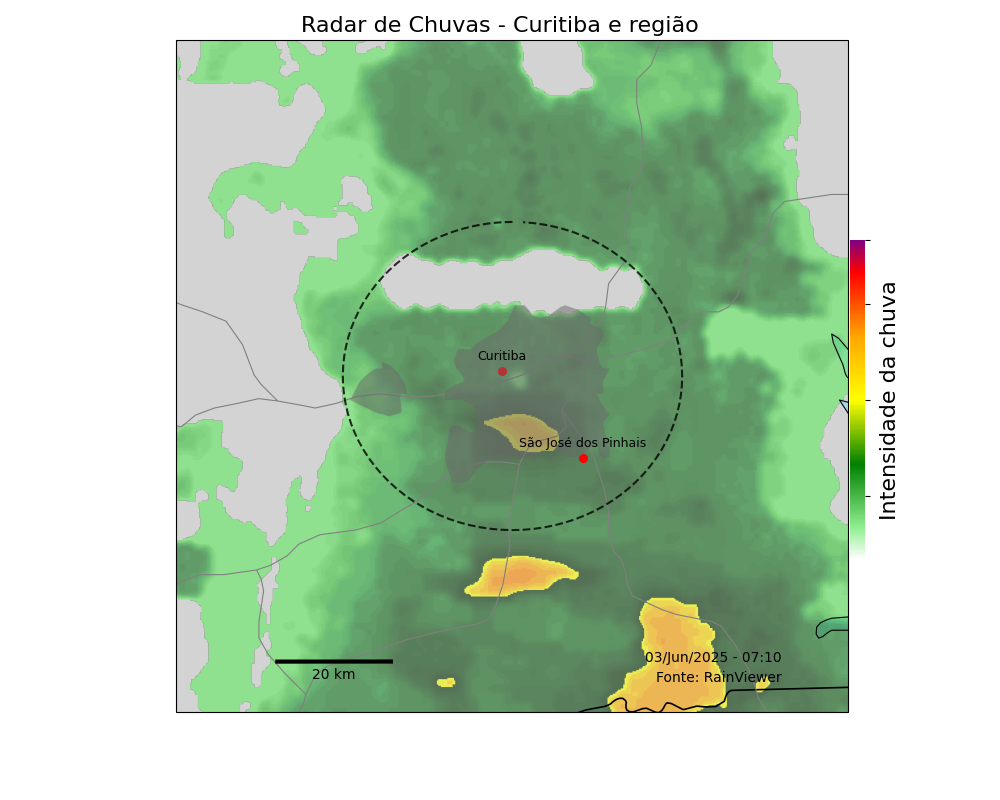 Radar de Chuvas - Curitiba e região
Curitiba
São José dos Pinhais
Intensidade da chuva
03/Jun/2025 - 07:10
Fonte: RainViewer
20 km